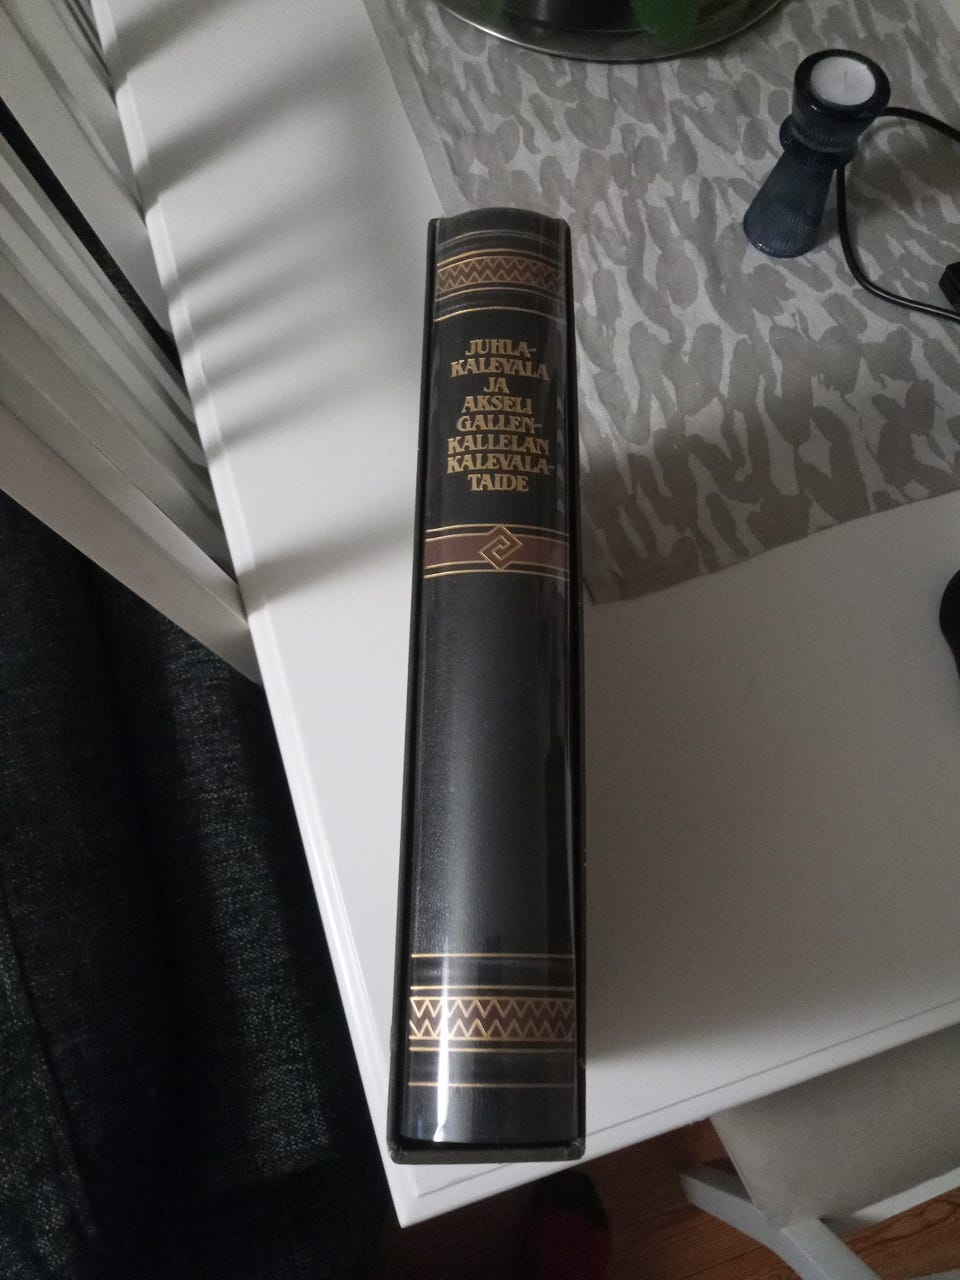 JUHLA-
KALEVALA
JA
AKSELI
GALLEN-
KALLELAN
KALEVALA-
TAIDE